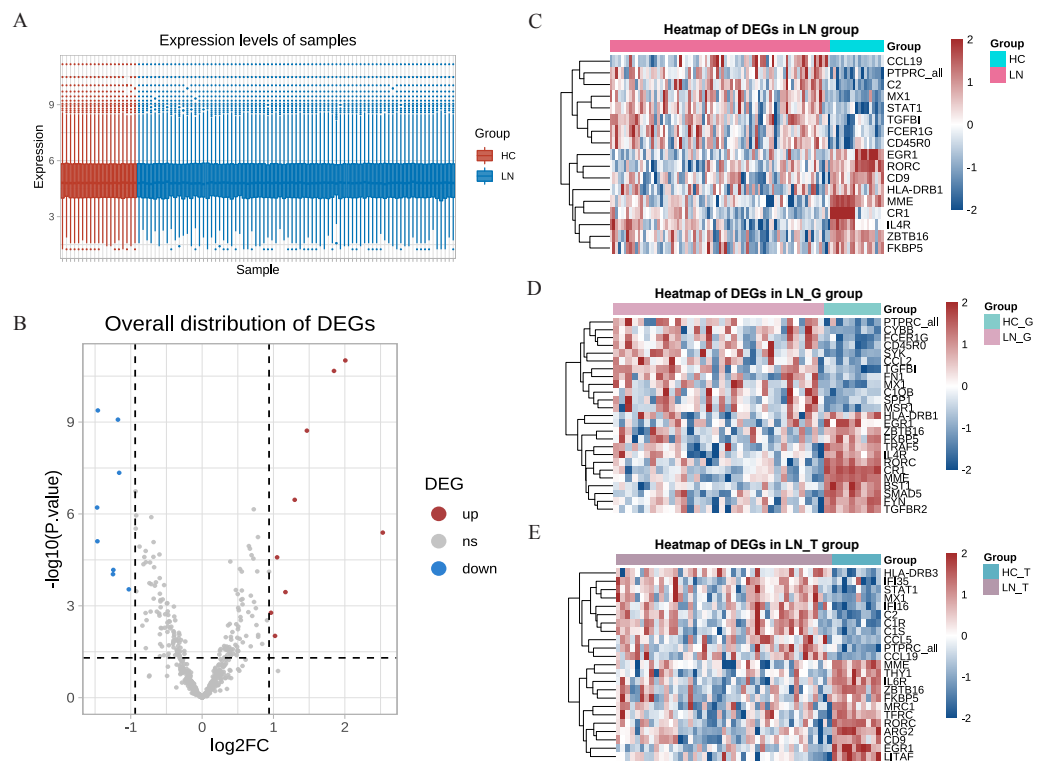 A
Expression levels of samples
Expression
9
6
3
Sample
Group
HC
LN
B
Overall distribution of DEGs
-log10(P.value)
9
6
3
0
-1
0
1
2
log2FC
DEG
up
ns
down
C
Heatmap of DEGs in LN group
Group
CCL19
PTPRC_all
C2
MX1
STAT1
TGFBI
FCER1G
CD45R0
EGR1
RORC
CD9
HLA-DRB1
MME
CR1
IL4R
ZBTB16
FKBP5
2
1
0
-1
-2
Group
HC
LN
D
Heatmap of DEGs in LN_G group
Group
PTPRC_all
CYBB
FCER1G
CD45R0
SYK
CCL2
TGFBI
FN1
MX1
C1QB
SPP1
MSR1
HLA-DRB1
EGR1
ZBTB16
FKBP5
TRAF5
IL4R
RORC
CR1
MME
BST1
SMAD5
FYN
TGFBR2
2
1
0
-1
-2
Group
HC_G
LN_G
E
Heatmap of DEGs in LN_T group
Group
HLA-DRB3
IFI35
STAT1
MX1
IFI16
C2
C1R
C1S
CCL5
PTPRC_all
CCL19
MME
THY1
IL6R
ZBTB16
FKBP5
MRC1
TFRC
RORC
ARG2
CD9
EGR1
LITAF
2
1
0
-1
-2
Group
HC_T
LN_T